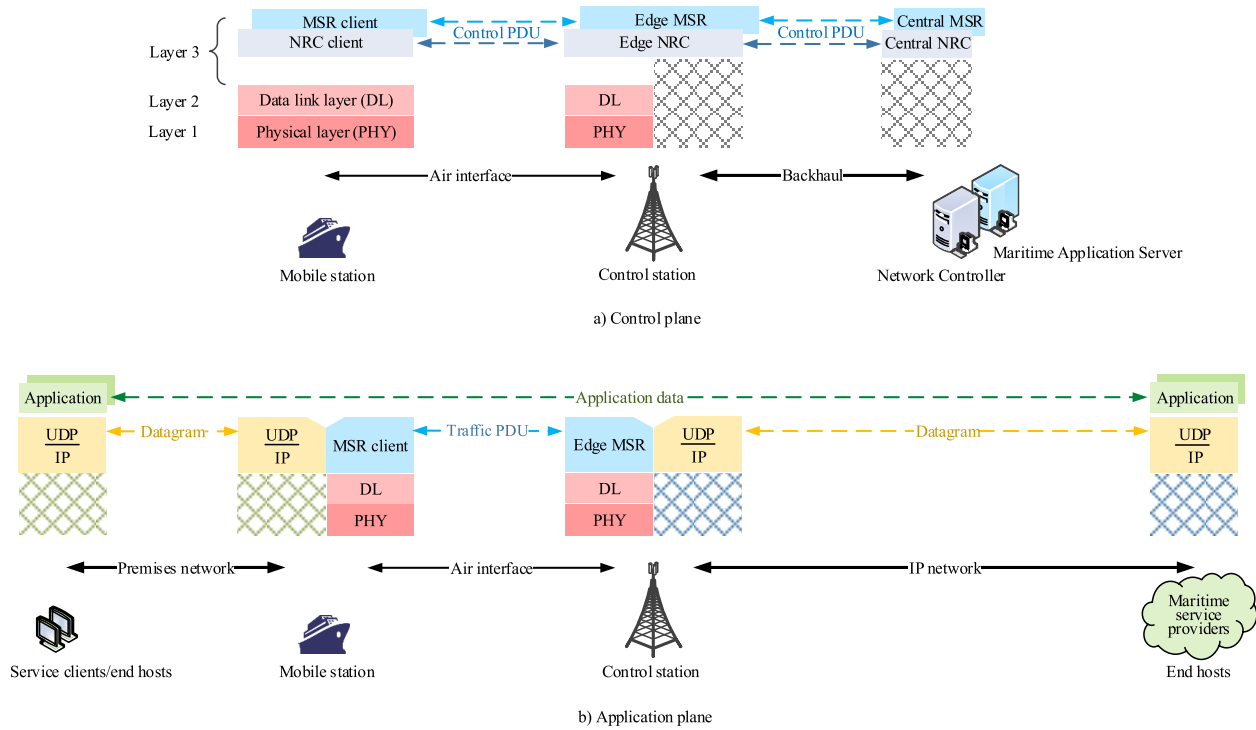 MSR client
Edge MSR
Central MSR
NRC client
Control PDU
Edge NRC
Control PDU
Central NRC
Layer 3
Layer 2
Data link layer (DL)
DL
Layer 1
Physical layer (PHY)
PHY
Air interface
Backhaul
Mobile station
Control station
Network Controller
Maritime Application Server
a) Control plane
Application
Application data
Application
UDP
IP
Datagram
UDP
IP
MSR client
Traffic PDU
Edge MSR
UDP
IP
Datagram
UDP
IP
DL
PHY
DL
PHY
Premises network
Air interface
IP network
Maritime
service
providers
Service clients/end hosts
Mobile station
Control station
End hosts
b) Application plane